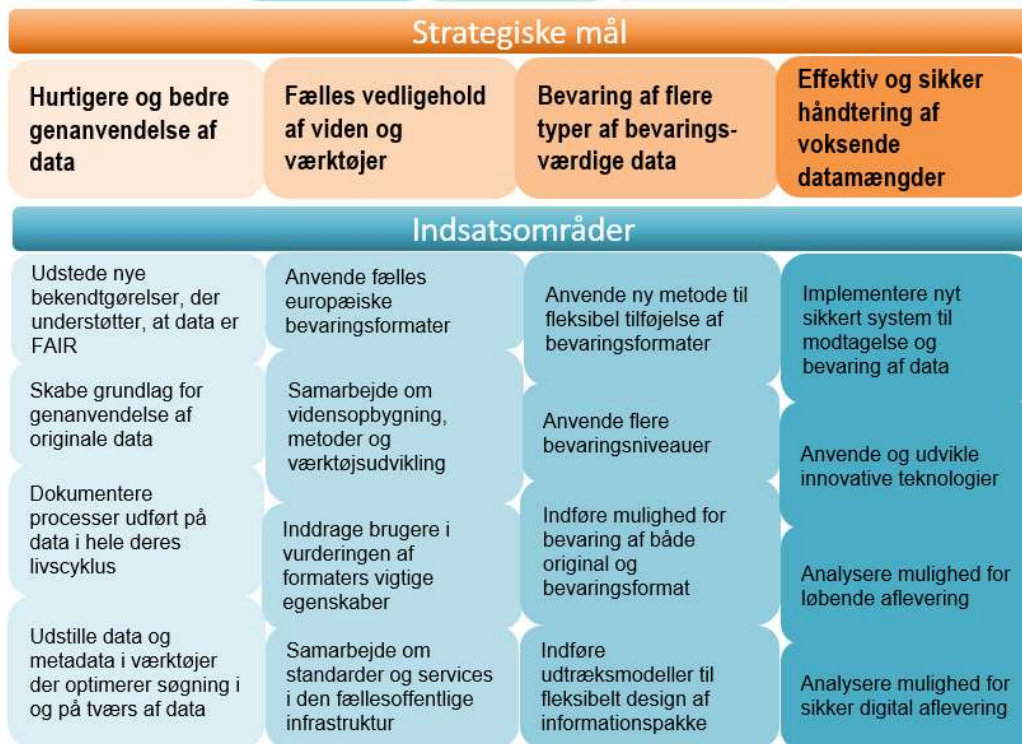 Strategiske mål
Hurtigere og bedre
genanvendelse af
data
Fælles vedligehold
af viden og
værktøjer
Bevaring af flere
typer af bevarings-
værdige data
Effektiv og sikker
håndtering af
voksende
datamængder
Indsatsområder
Udstede nye
bekendtgørelser, der
understøtter, at data er
FAIR
Skabe grundlag for
genanvendelse af
originale data
Dokumentere
processer udført på
data i hele deres
livscyklus
Udstille data og
metadata i værktøjer
der optimerer søgning i
og på tværs af data
Anvende fælles
europæiske
bevaringsformater
Samarbejde om
vidensopbygning,
metoder og
værktøjsudvikling
Inddrage brugere i
vurderingen af
formaters vigtige
egenskaber
Samarbejde om
standarder og services
i den fællesoffentlige
infrastruktur
Anvende ny metode til
fleksibel tilføjelse af
bevaringsformater
Anvende flere
bevaringsniveauer
Indføre mulighed for
bevaring af både
original og
bevaringsformat
Indføre
udtræksmodeller til
fleksibelt design af
informationspakke
Implementere nyt
sikkert system til
modtagelse og
bevaring af data
Anvende og udvikle
innovative teknologier
Analysere mulighed for
løbende aflevering
Analysere mulighed for
sikker digital aflevering